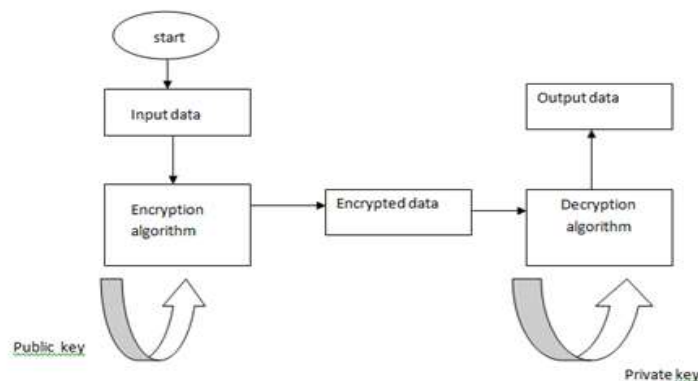 start
Input data
Output data
Encryption
algorithm
Encrypted data
Decryption
algorithm
Public key
Private key